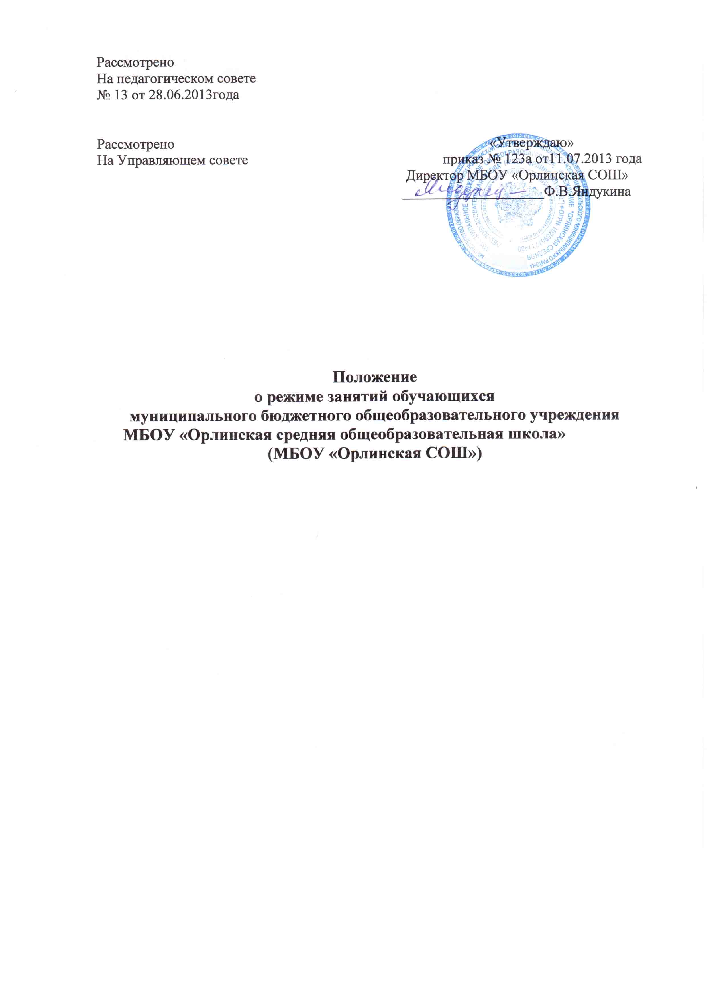 Рассмотрено
На педагогическом совете
№ 13 от 28.06.2013года
Рассмотрено
На Управляющем совете
«Утверждаю»
приказ № 123а от11.07.2013 года
Директор МБОУ «Орлинская СОШ»
Ф.В.Яндукина
Положение
о режиме занятий обучающихся
муниципального бюджетного общеобразовательного учреждения
МБОУ «Орлинская средняя общеобразовательная школа»
(МБОУ «Орлинская СОШ»)